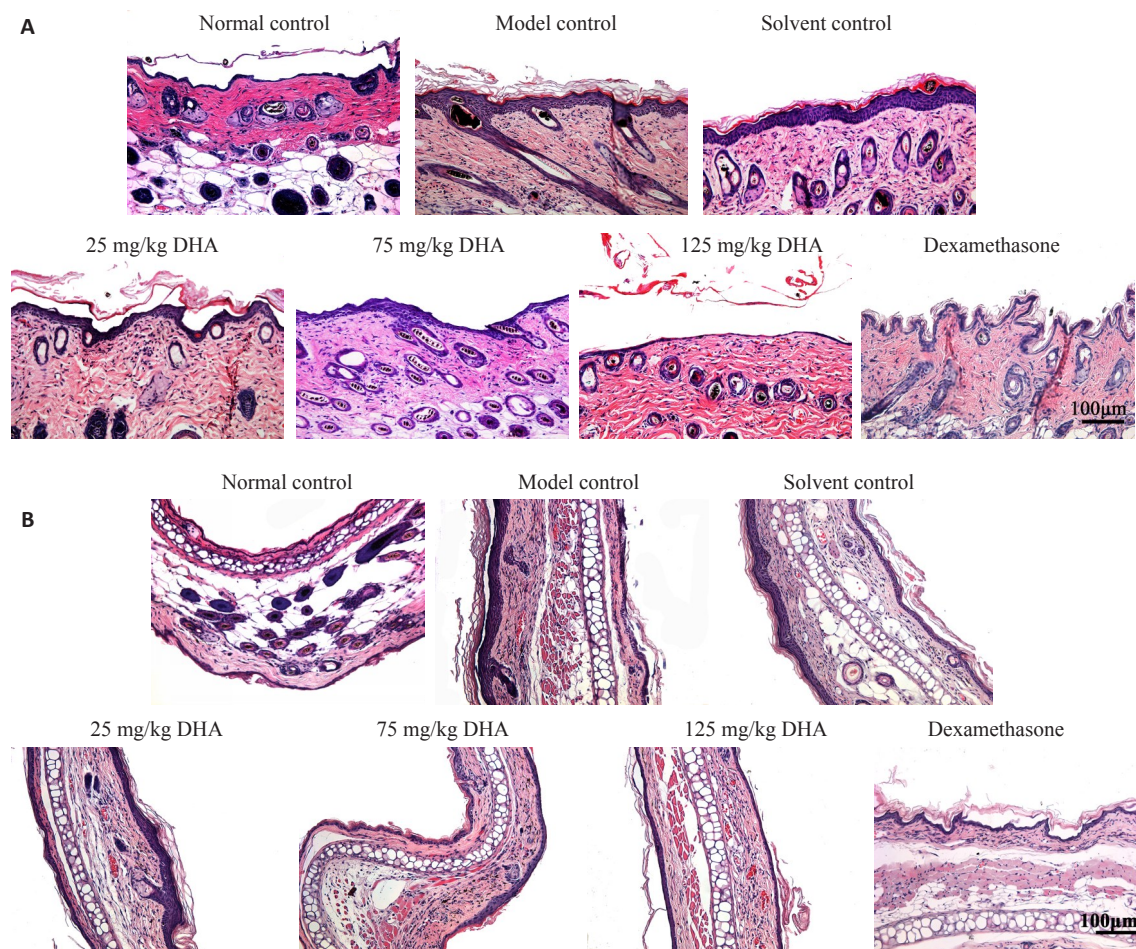 A
Normal control
Model control
Solvent control
25 mg/kg DHA
75 mg/kg DHA
125 mg/kg DHA
Dexamethasone
100μm
B
Normal control
Model control
Solvent control
25 mg/kg DHA
75 mg/kg DHA
125 mg/kg DHA
Dexamethasone
100μm